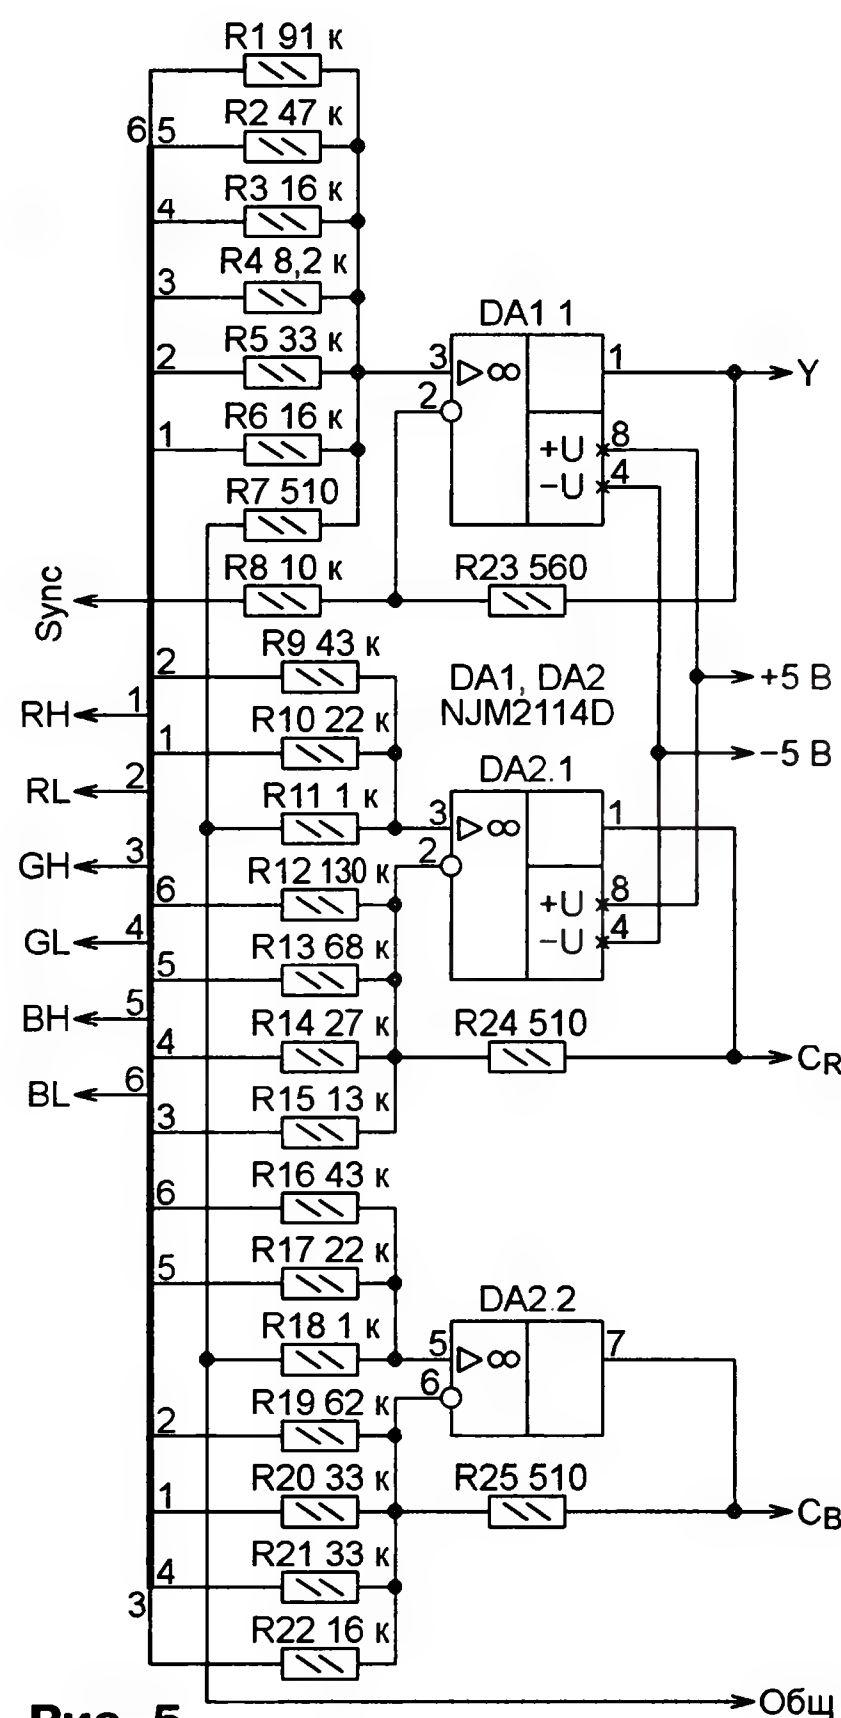 R1 91 к
6 5
R2 47 к
4
R3 16 к
3
R4 8,2 к
2
R5 33 к
1
R6 16 к
R7 510
DA1 1
3
2
▷∞
1
Y
+U 8
−U 4
Sync
R8 10 к
R23 560
2
R9 43 к
DA1, DA2
NJM2114D
+5 В
−5 В
RH 1
1
R10 22 к
RL 2
R11 1 к
DA2.1
3
2
▷∞
1
GH 3
6
R12 130 к
+U 8
−U 4
GL 4
5
R13 68 к
BH 5
4
R14 27 к
R24 510
CR
BL 6
3
R15 13 к
6
R16 43 к
5
R17 22 к
R18 1 к
DA2.2
5
6
▷∞
7
2
R19 62 к
1
R20 33 к
R25 510
CB
4
R21 33 к
3
R22 16 к
Общ